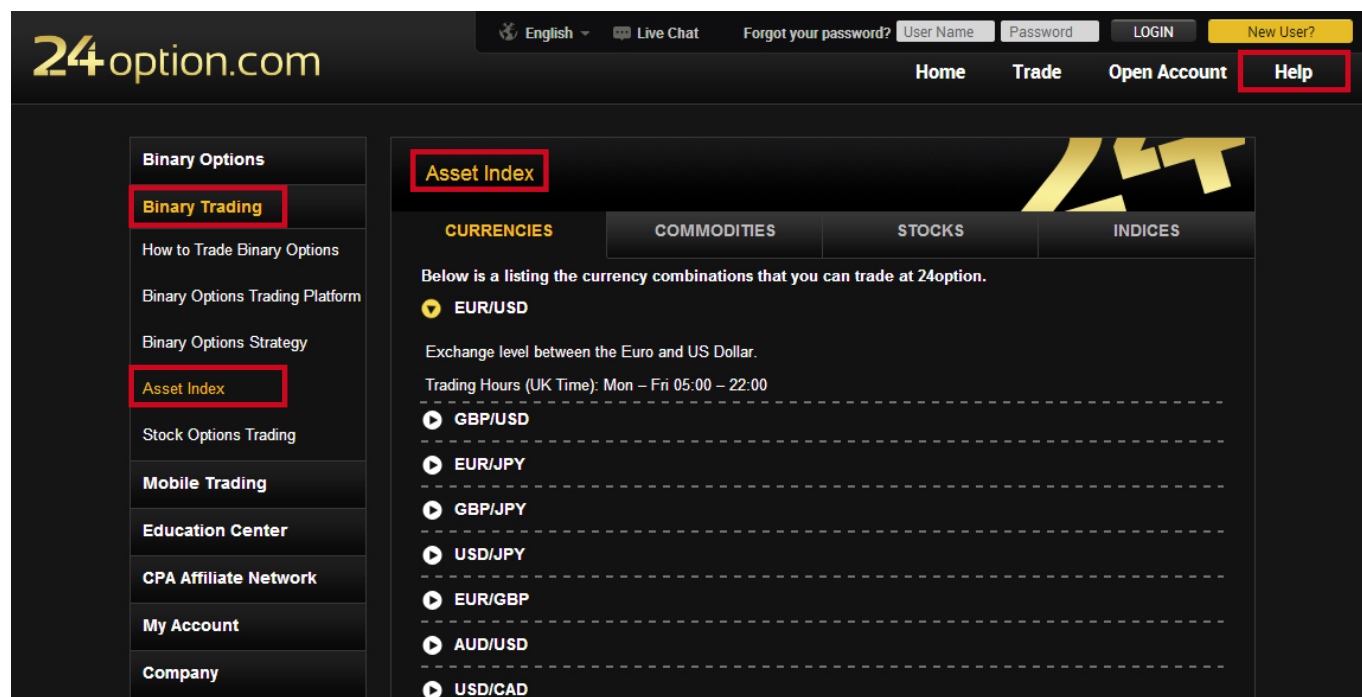 English Live Chat Forgot your password? User Name Password LOGIN New User?
24option.com
Home Trade Open Account Help
Binary Options
Binary Trading
How to Trade Binary Options
Binary Options Trading Platform
Binary Options Strategy
Asset Index
Stock Options Trading
Mobile Trading
Education Center
CPA Affiliate Network
My Account
Company
Asset Index
24
CURRENCIES COMMODITIES STOCKS INDICES
Below is a listing the currency combinations that you can trade at 24option.
EUR/USD
Exchange level between the Euro and US Dollar.
Trading Hours (UK Time): Mon – Fri 05:00 – 22:00
GBP/USD
EUR/JPY
GBP/JPY
USD/JPY
EUR/GBP
AUD/USD
USD/CAD